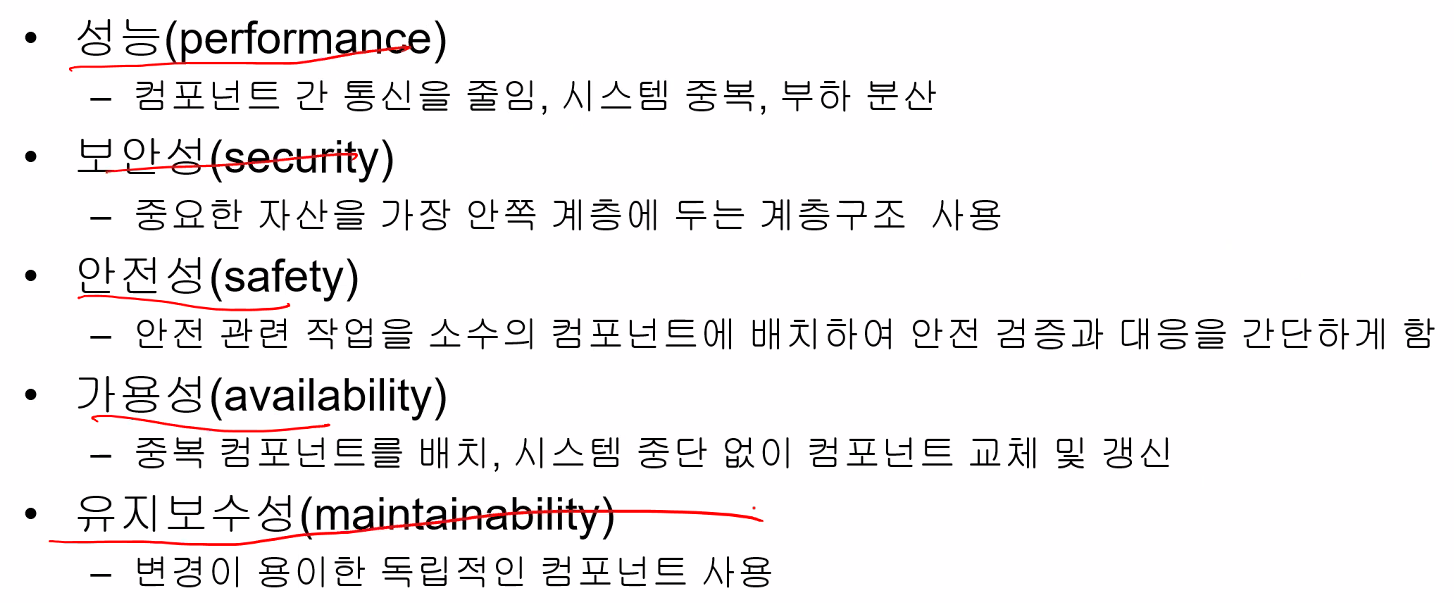 • 성능(performance)
– 컴포넌트 간 통신을 줄임, 시스템 중복, 부하 분산
• 보안성(security)
– 중요한 자산을 가장 안쪽 계층에 두는 계층구조 사용
• 안전성(safety)
– 안전 관련 작업을 소수의 컴포넌트에 배치하여 안전 검증과 대응을 간단하게 함
• 가용성(availability)
– 중복 컴포넌트를 배치, 시스템 중단 없이 컴포넌트 교체 및 갱신
• 유지보수성(maintainability)
– 변경이 용이한 독립적인 컴포넌트 사용